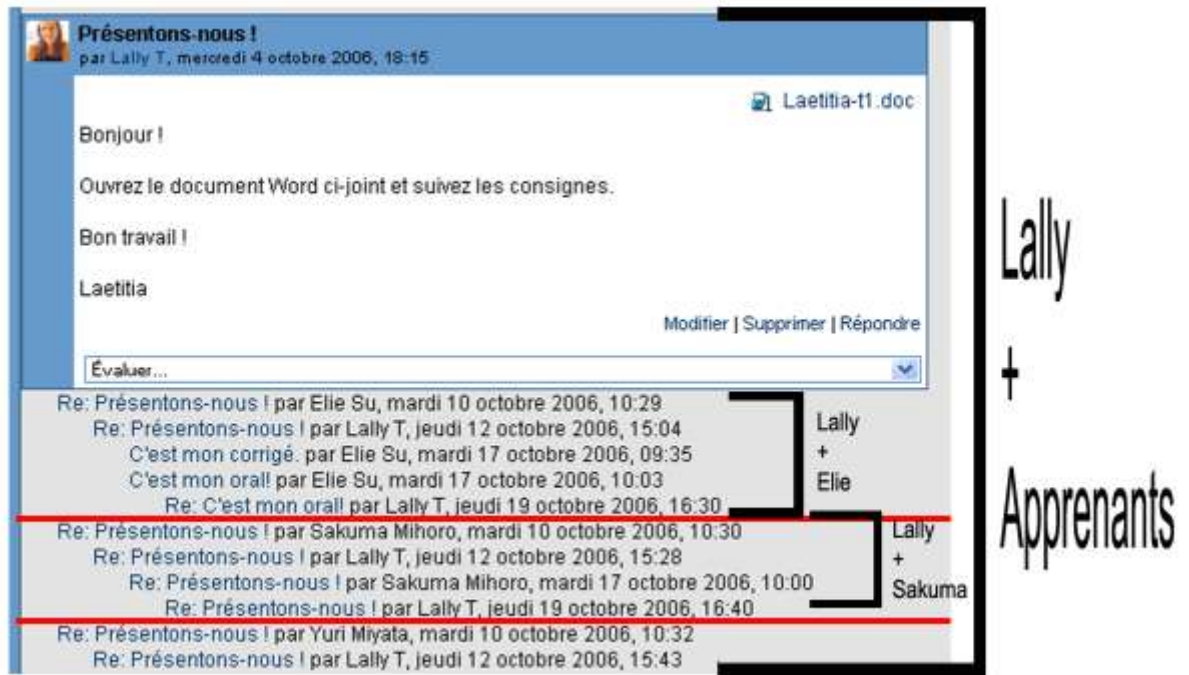 Présentons-nous !
par Lally T, mercredi 4 octobre 2006, 18:15
Laetitia-t1.doc
Bonjour !
Ouvrez le document Word ci-joint et suivez les consignes.
Bon travail !
Laetitia
Modifier | Supprimer | Répondre
Évaluer...
Re: Présentons-nous ! par Elie Su, mardi 10 octobre 2006, 10:29
Re: Présentons-nous ! par Lally T, jeudi 12 octobre 2006, 15:04
C'est mon corrigé. par Elie Su, mardi 17 octobre 2006, 09:35
C'est mon oral! par Elie Su, mardi 17 octobre 2006, 10:03
Re: C'est mon oral! par Lally T, jeudi 19 octobre 2006, 16:30
Lally
+
Elie
Re: Présentons-nous ! par Sakuma Mihoro, mardi 10 octobre 2006, 10:30
Re: Présentons-nous ! par Lally T, jeudi 12 octobre 2006, 15:28
Re: Présentons-nous ! par Sakuma Mihoro, mardi 17 octobre 2006, 10:00
Re: Présentons-nous ! par Lally T, jeudi 19 octobre 2006, 16:40
Lally
+
Sakuma
Re: Présentons-nous ! par Yuri Miyata, mardi 10 octobre 2006, 10:32
Re: Présentons-nous ! par Lally T, jeudi 12 octobre 2006, 15:43
Lally
+
Apprenants